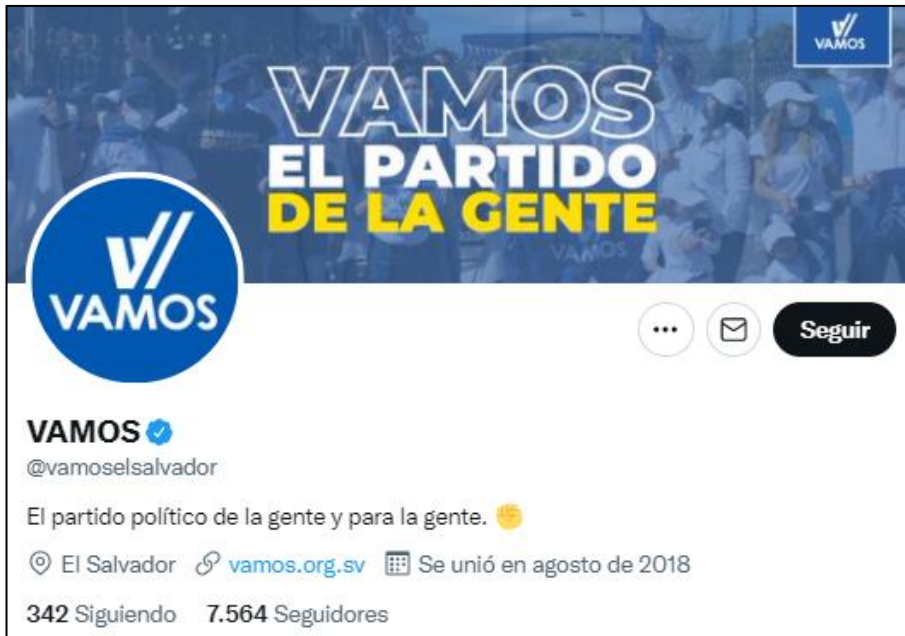 VAMOS
VAMOS
EL PARTIDO
DE LA GENTE
VAMOS
VAMOS
Seguir
VAMOS
@vamoselsalvador
El partido político de la gente y para la gente. ✊
El Salvador vamos.org.sv Se unió en agosto de 2018
342 Siguiendo 7.564 Seguidores